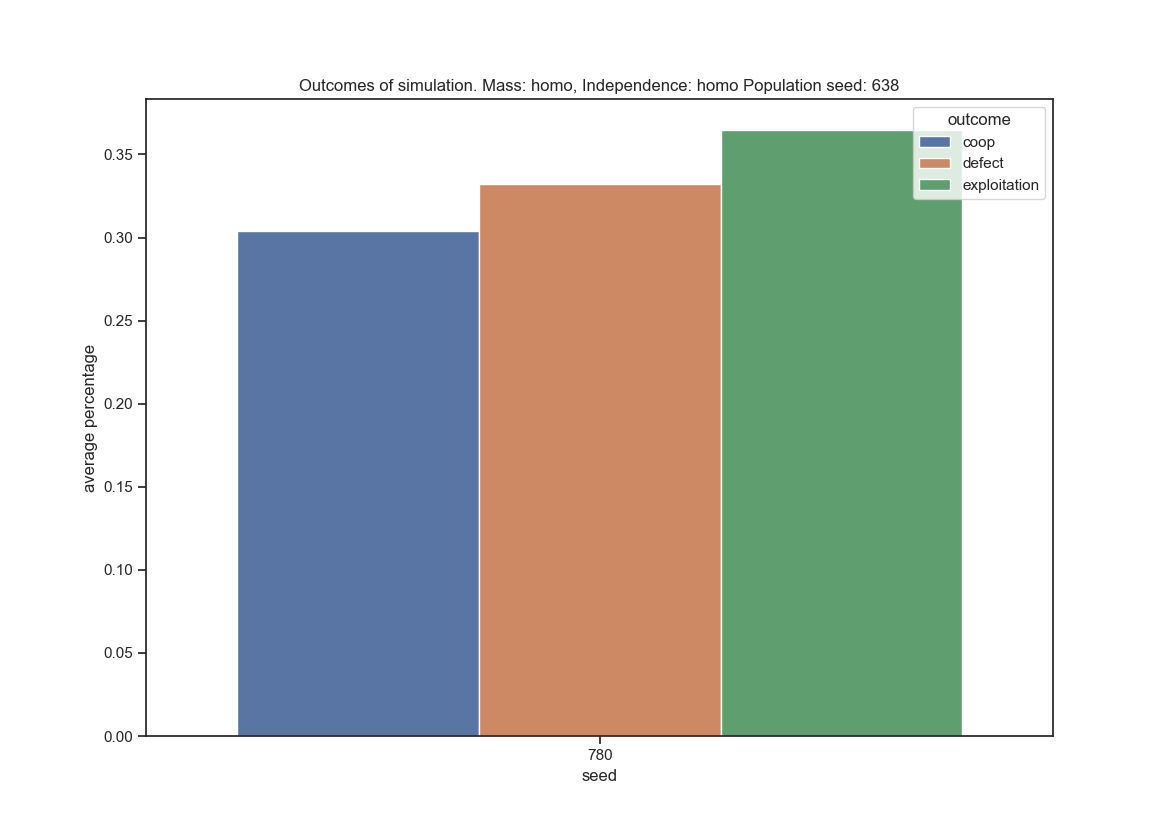 Outcomes of simulation. Mass: homo, Independence: homo Population seed: 638
outcome
coop
defect
exploitation
0.35
0.30
0.25
0.20
0.15
0.10
0.05
0.00
average percentage
780
seed